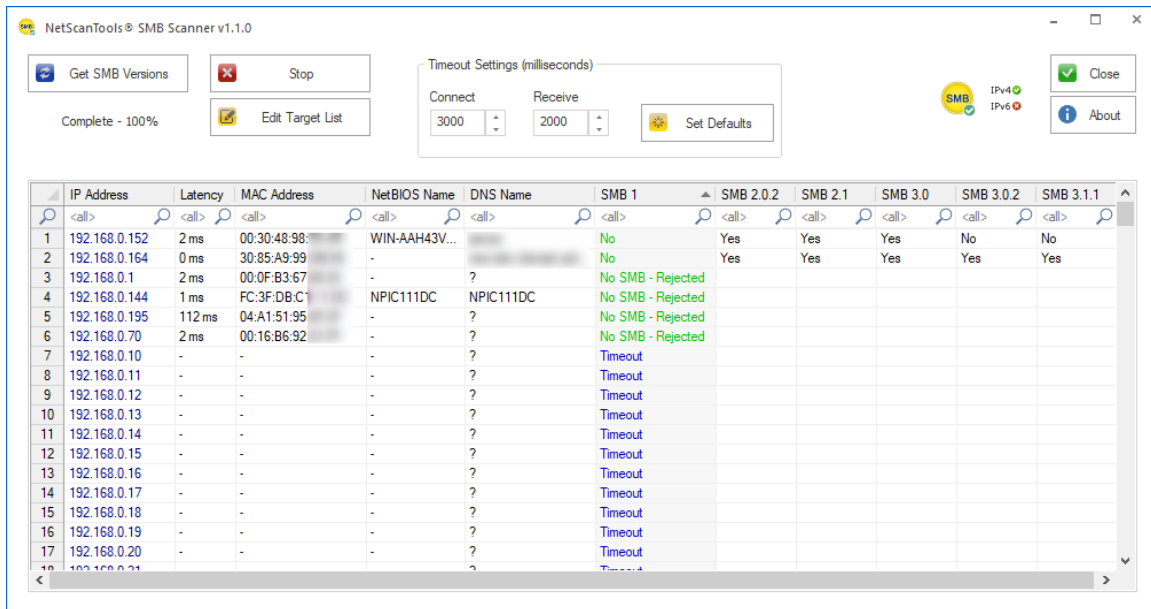 NetScanTools® SMB Scanner v1.1.0
Get SMB Versions Stop Timeout Settings (milliseconds) Close
Connect Receive SMB IPv4
IPv6
Complete - 100% Edit Target List 3000 2000 Set Defaults About
IP Address Latency MAC Address NetBIOS Name DNS Name SMB 1 SMB 2.0.2 SMB 2.1 SMB 3.0 SMB 3.0.2 SMB 3.1.1
<all> <all> <all> <all> <all> <all> <all> <all> <all> <all> <all>
1 192.168.0.152 2 ms 00:30:48:98: WIN-AAH43V... No Yes Yes Yes No No
2 192.168.0.164 0 ms 30:85:A9:99 - No Yes Yes Yes Yes Yes
3 192.168.0.1 2 ms 00:0F:B3:67 - ? No SMB - Rejected
4 192.168.0.144 1 ms FC:3F:DB:C1 NPIC111DC NPIC111DC No SMB - Rejected
5 192.168.0.195 112 ms 04:A1:51:95 - ? No SMB - Rejected
6 192.168.0.70 2 ms 00:16:B6:92 - ? No SMB - Rejected
7 192.168.0.10 - - - ? Timeout
8 192.168.0.11 - - - ? Timeout
9 192.168.0.12 - - - ? Timeout
10 192.168.0.13 - - - ? Timeout
11 192.168.0.14 - - - ? Timeout
12 192.168.0.15 - - - ? Timeout
13 192.168.0.16 - - - ? Timeout
14 192.168.0.17 - - - ? Timeout
15 192.168.0.18 - - - ? Timeout
16 192.168.0.19 - - - ? Timeout
17 192.168.0.20 - - - ? Timeout